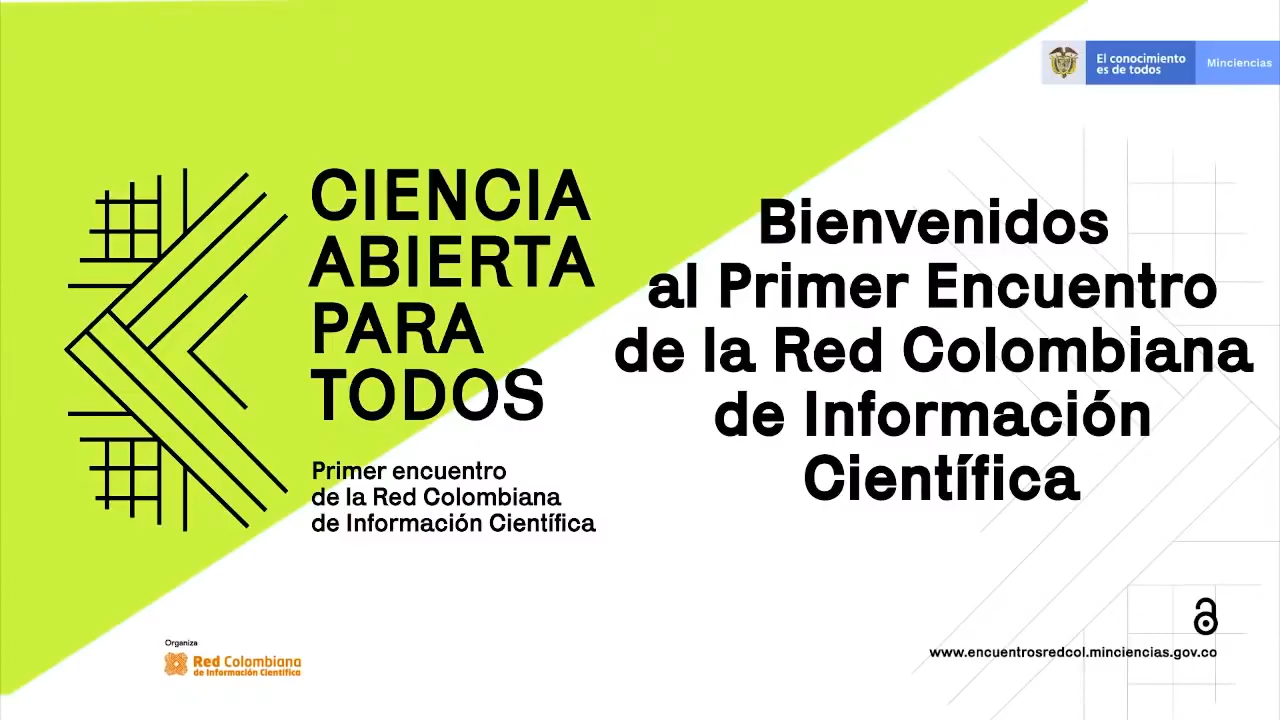 El conocimiento
es de todos
Minciencias
CIENCIA
ABIERTA
PARA
TODOS
Primer encuentro
de la Red Colombiana
de Información Científica
Bienvenidos
al Primer Encuentro
de la Red Colombiana
de Información
Científica
Organiza
Red Colombiana
de Información Científica
www.encuentrosredcol.minciencias.gov.co